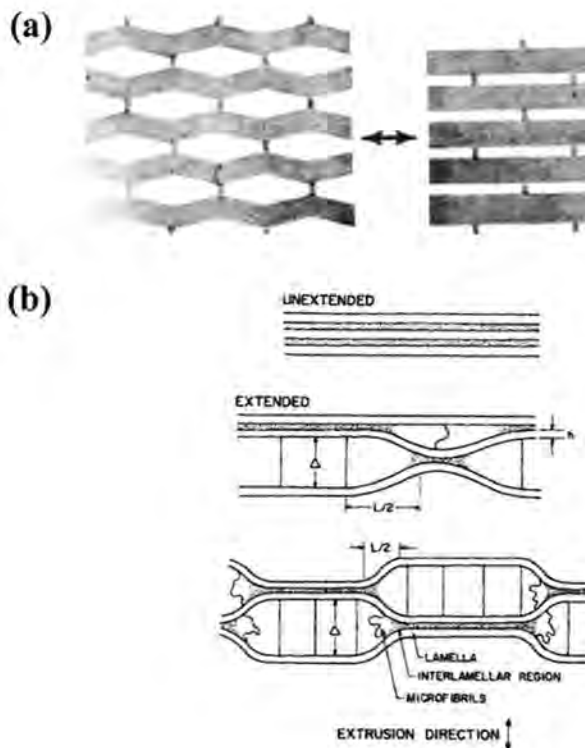 (a)
(b)
UNEXTENDED
EXTENDED
h
Δ
L/2
L/2
Δ
LAMELLA
INTERLAMELLAR REGION
MICROFIBRILS
EXTRUSION DIRECTION